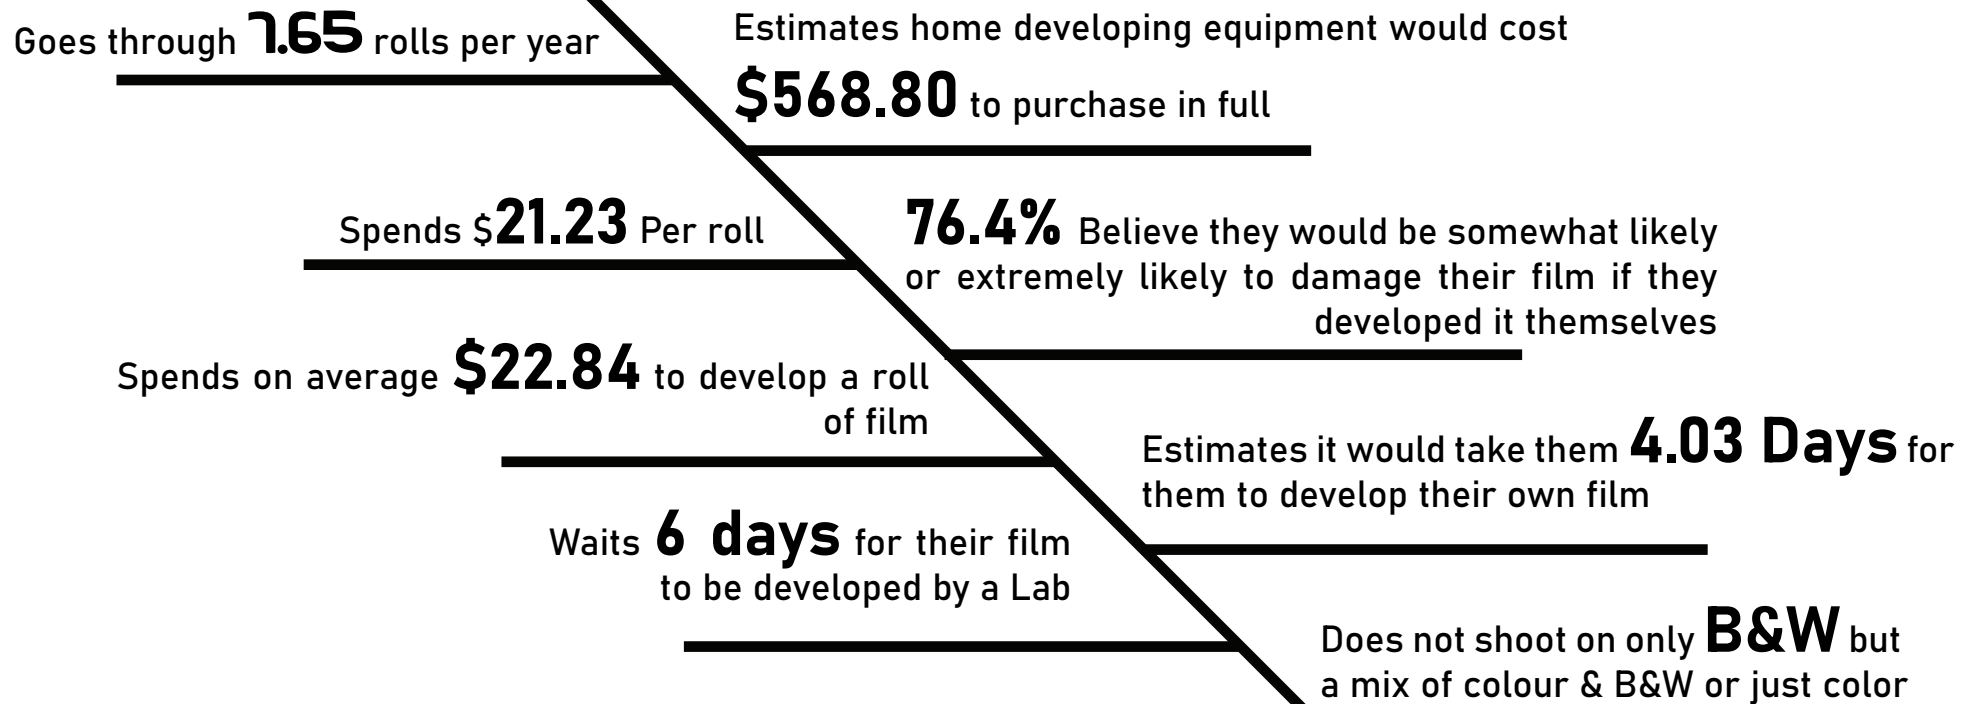 Goes through 7.65 rolls per year
Estimates home developing equipment would cost
$568.80 to purchase in full
Spends $21.23 Per roll
76.4% Believe they would be somewhat likely
or extremely likely to damage their film if they
developed it themselves
Spends on average $22.84 to develop a roll
of film
Estimates it would take them 4.03 Days for
them to develop their own film
Waits 6 days for their film
to be developed by a Lab
Does not shoot on only B&W but
a mix of colour & B&W or just color